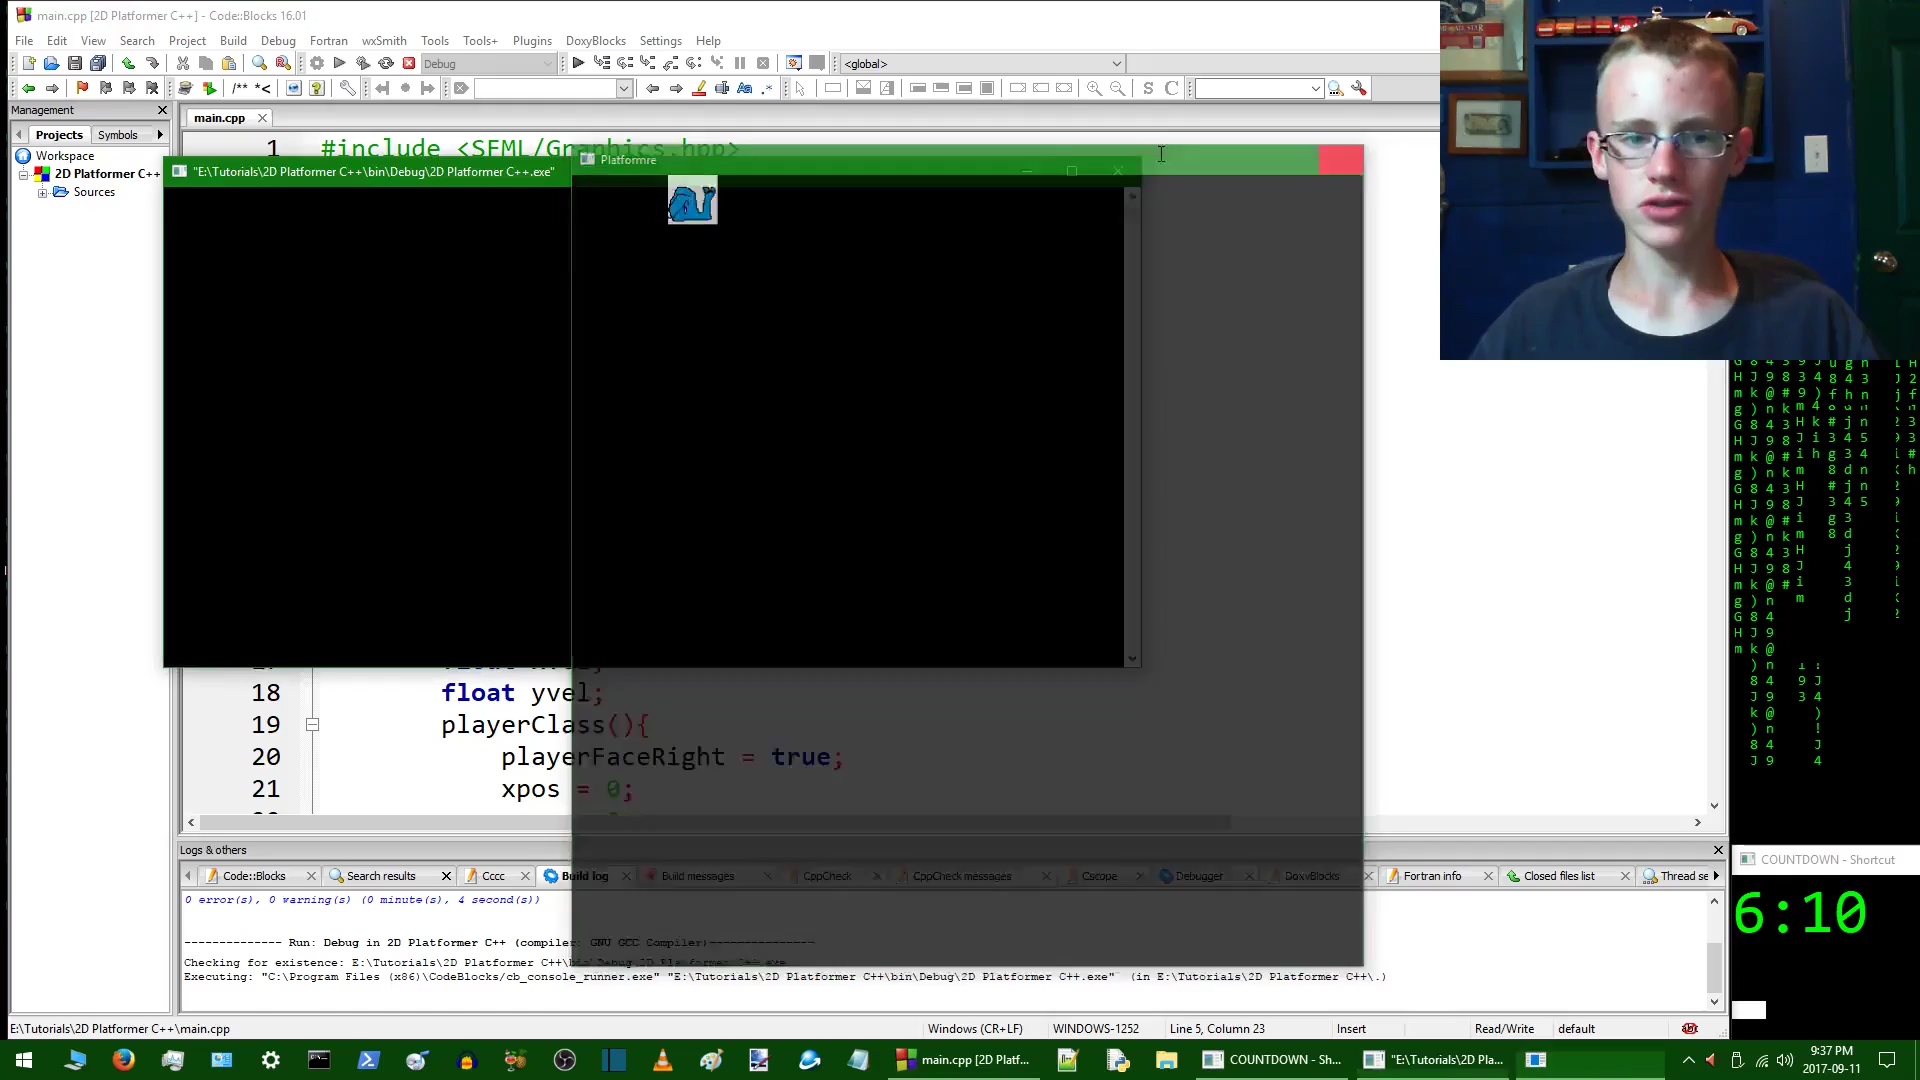 main.cpp [2D Platformer C++] - Code::Blocks 16.01
File Edit View Search Project Build Debug Fortran wxSmith Tools Tools+ Plugins DoxyBlocks Settings Help
Debug
<global>
/** *<
Aa .* S C
Management
main.cpp
Projects Symbols
Workspace
2D Platformer C++
Sources
1 #include <SFML/Graphics.hpp>
Platformre
"E:\Tutorials\2D Platformer C++\bin\Debug\2D Platformer C++.exe"
18 float yvel;
19 playerClass(){
20 playerFaceRight = true;
21 xpos = 0;
Logs & others
Code::Blocks Search results Cccc Build log Build messages CppCheck CppCheck messages Cscope Debugger DoxyBlocks Fortran info Closed files list Thread se
0 error(s), 0 warning(s) (0 minute(s), 4 second(s))
-------------- Run: Debug in 2D Platformer C++ (compiler: GNU GCC Compiler)---------------
Checking for existence: E:\Tutorials\2D Platformer C++\bin\Debug\2D Platformer C++.exe
Executing: "C:\Program Files (x86)\CodeBlocks/cb_console_runner.exe" "E:\Tutorials\2D Platformer C++\bin\Debug\2D Platformer C++.exe" (in E:\Tutorials\2D Platformer C++\.)
COUNTDOWN - Shortcut
6:10
E:\Tutorials\2D Platformer C++\main.cpp Windows (CR+LF) WINDOWS-1252 Line 5, Column 23 Insert Read/Write default
main.cpp [2D Platf... COUNTDOWN - Sh... "E:\Tutorials\2D Pla...
9:37 PM
2017-09-11